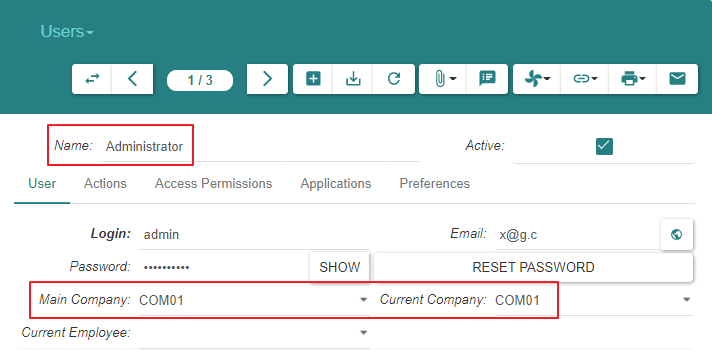 Users
1 / 3
Name: Administrator Active:
User Actions Access Permissions Applications Preferences
Login: admin Email: x@g.c
Password: •••••••••• SHOW RESET PASSWORD
Main Company: COM01 Current Company: COM01
Current Employee: